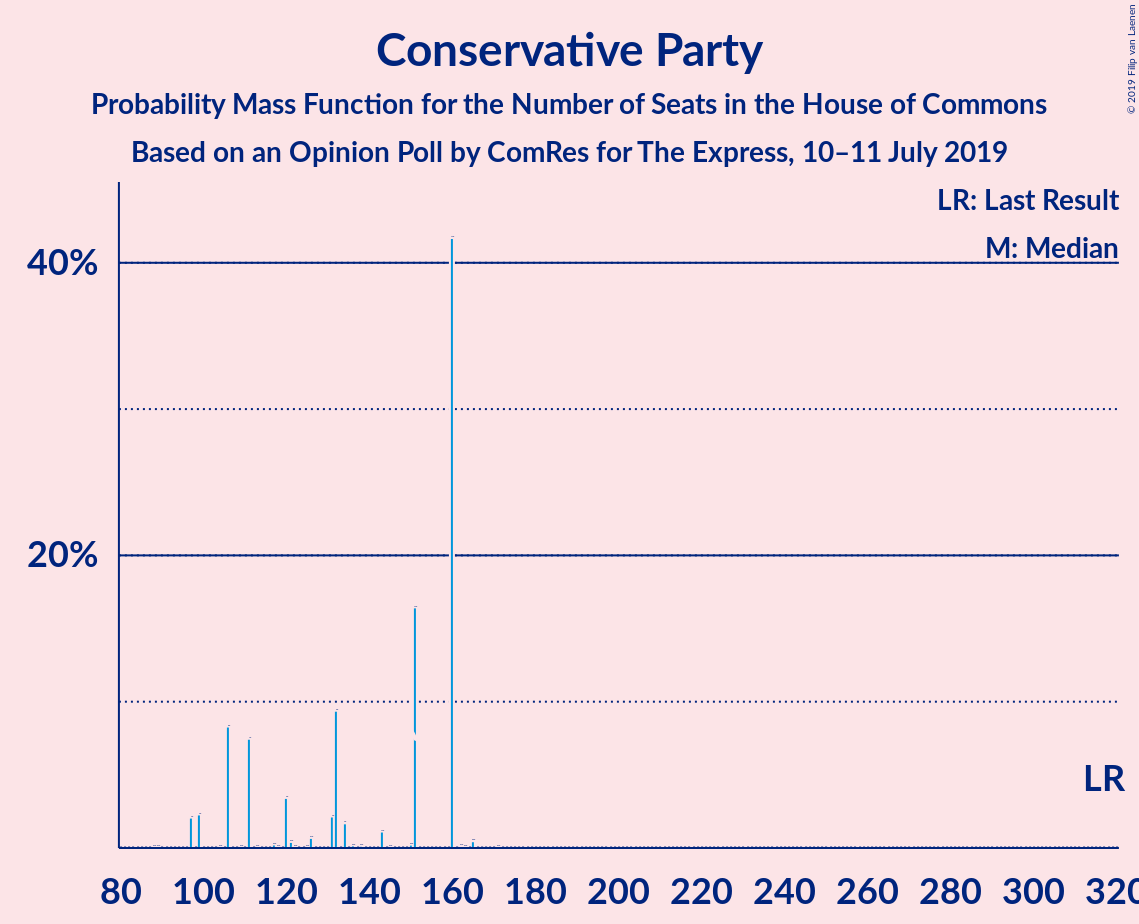 Conservative Party
Probability Mass Function for the Number of Seats in the House of Commons
Based on an Opinion Poll by ComRes for The Express, 10–11 July 2019
© 2019 Filip van Laenen
LR: Last Result
M: Median
40%
20%
LR
80 100 120 140 160 180 200 220 240 260 280 300 320